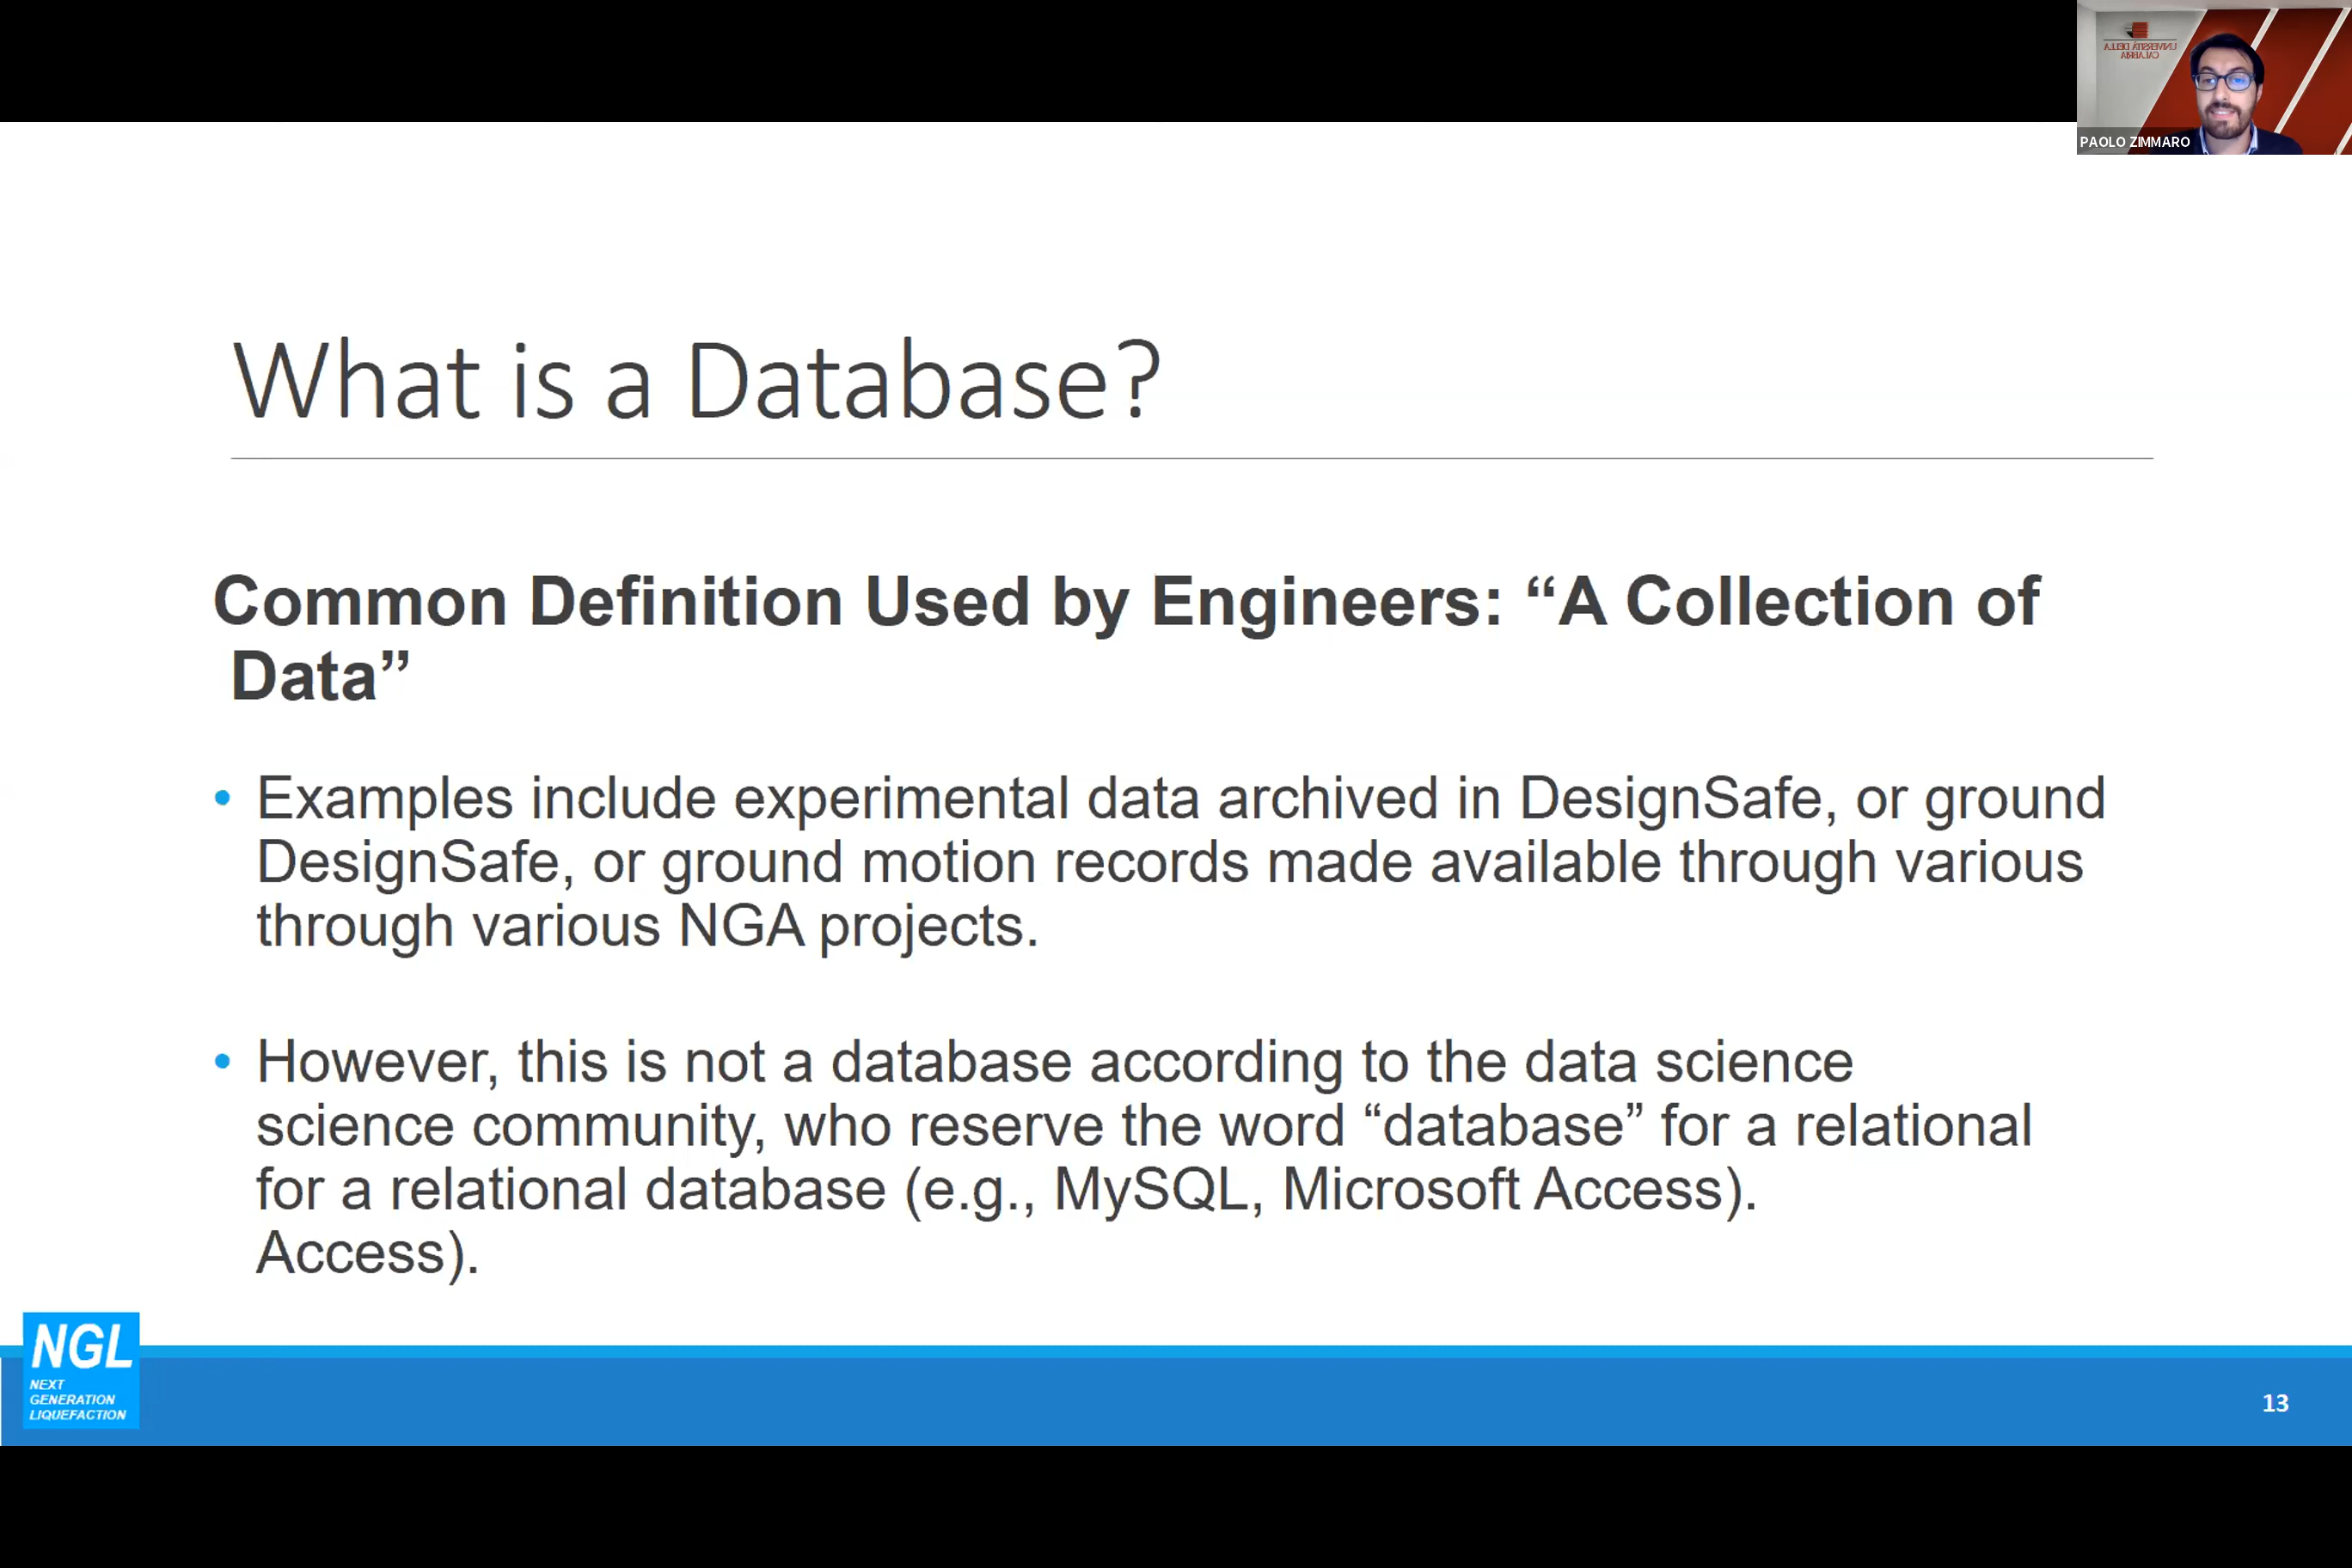 UNIVERSITÀ DELLA
CALABRIA
PAOLO ZIMMARO
What is a Database?
Common Definition Used by Engineers: “A Collection of
Data”
• Examples include experimental data archived in DesignSafe, or ground
DesignSafe, or ground motion records made available through various
through various NGA projects.
• However, this is not a database according to the data science
science community, who reserve the word “database” for a relational
for a relational database (e.g., MySQL, Microsoft Access).
Access).
NGL
NEXT
GENERATION
LIQUEFACTION
13